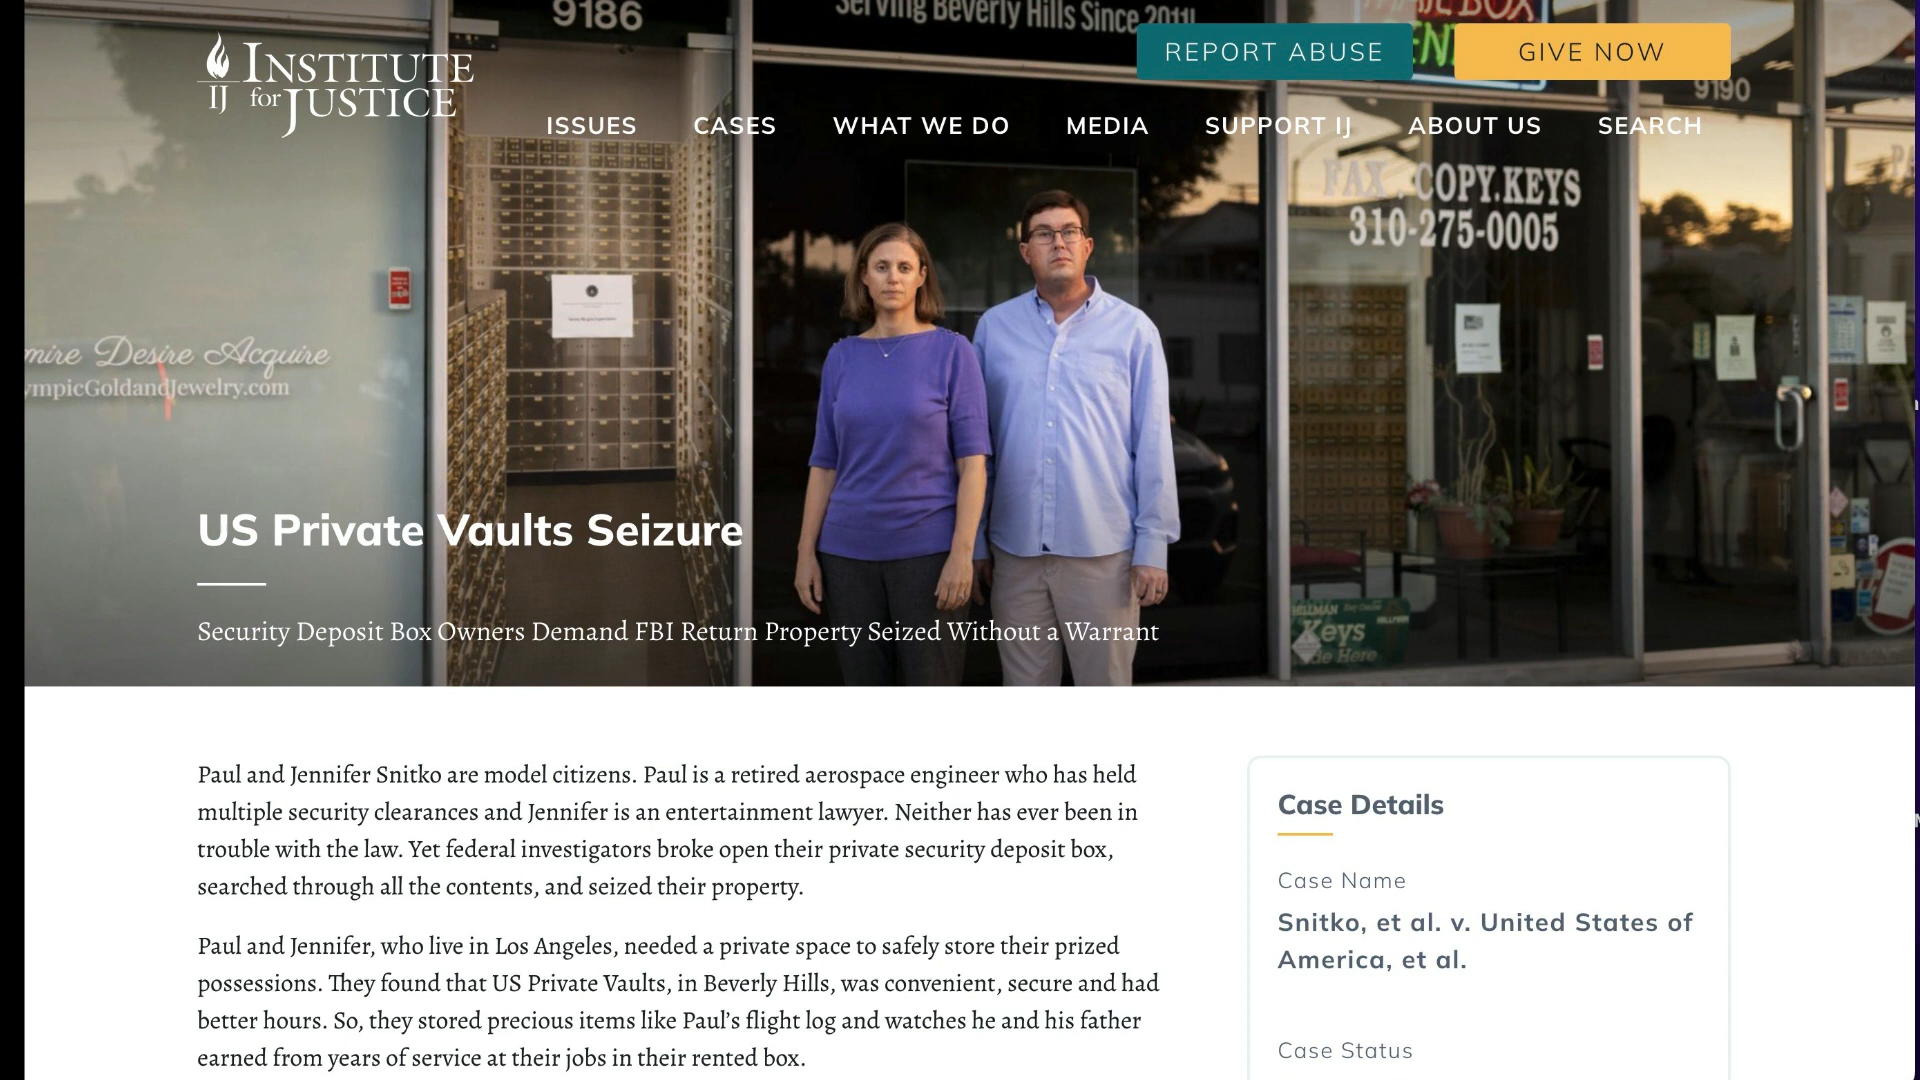 9186
Serving Beverly Hills Since 2011!
MAIL BOX
REPORT ABUSE
GIVE NOW
INSTITUTE
IJ for JUSTICE
9190
ISSUES CASES WHAT WE DO MEDIA SUPPORT IJ ABOUT US SEARCH
FAX . COPY.KEYS
310-275-0005
mire Desire Acquire
ympicGoldandJewelry.com
US Private Vaults Seizure
HILLMAN
Keys
de Here
Security Deposit Box Owners Demand FBI Return Property Seized Without a Warrant
Paul and Jennifer Snitko are model citizens. Paul is a retired aerospace engineer who has held
multiple security clearances and Jennifer is an entertainment lawyer. Neither has ever been in
trouble with the law. Yet federal investigators broke open their private security deposit box,
searched through all the contents, and seized their property.
Paul and Jennifer, who live in Los Angeles, needed a private space to safely store their prized
possessions. They found that US Private Vaults, in Beverly Hills, was convenient, secure and had
better hours. So, they stored precious items like Paul’s flight log and watches he and his father
earned from years of service at their jobs in their rented box.
Case Details
Case Name
Snitko, et al. v. United States of
America, et al.
Case Status